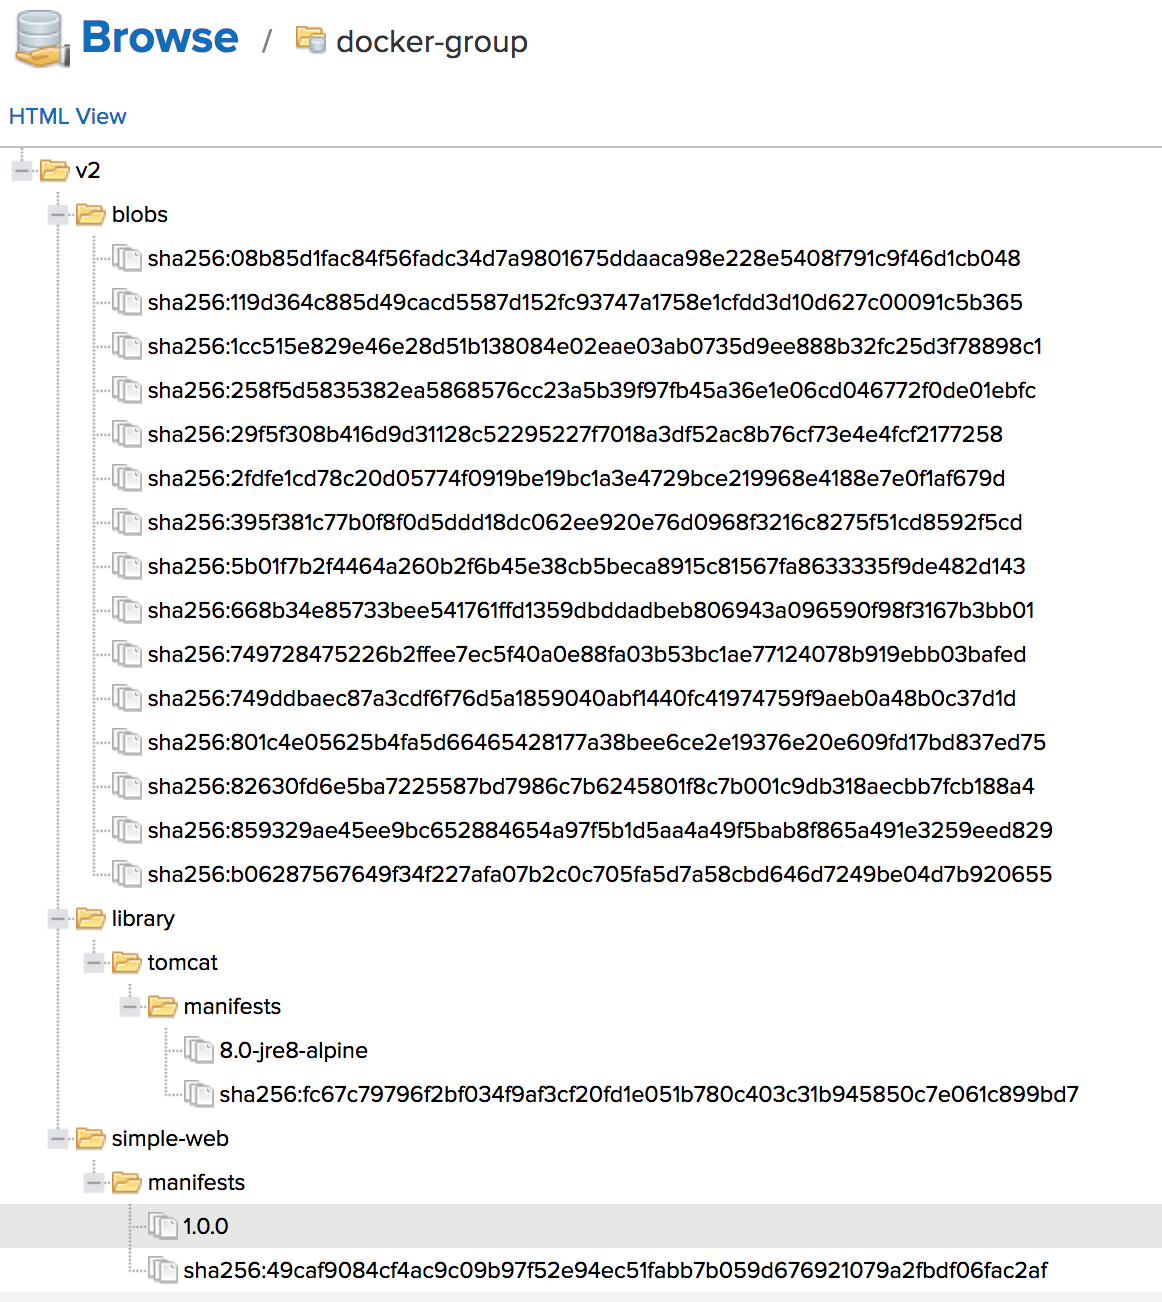 Browse / docker-group
HTML View
v2
blobs
sha256:08b85d1fac84f56fadc34d7a9801675ddaaca98e228e5408f791c9f46d1cb048
sha256:119d364c885d49cacd5587d152fc93747a1758e1cfdd3d10d627c00091c5b365
sha256:1cc515e829e46e28d51b138084e02eae03ab0735d9ee888b32fc25d3f78898c1
sha256:258f5d5835382ea5868576cc23a5b39f97fb45a36e1e06cd046772f0de01ebfc
sha256:29f5f308b416d9d31128c52295227f7018a3df52ac8b76cf73e4e4fcf2177258
sha256:2fdfe1cd78c20d05774f0919be19bc1a3e4729bce219968e4188e7e0f1af679d
sha256:395f381c77b0f8f0d5ddd18dc062ee920e76d0968f3216c8275f51cd8592f5cd
sha256:5b01f7b2f4464a260b2f6b45e38cb5beca8915c81567fa8633335f9de482d143
sha256:668b34e85733bee541761ffd1359dbddadbeb806943a096590f98f3167b3bb01
sha256:749728475226b2ffee7ec5f40a0e88fa03b53bc1ae77124078b919ebb03bafed
sha256:749ddbaec87a3cdf6f76d5a1859040abf1440fc41974759f9aeb0a48b0c37d1d
sha256:801c4e05625b4fa5d66465428177a38bee6ce2e19376e20e609fd17bd837ed75
sha256:82630fd6e5ba7225587bd7986c7b6245801f8c7b001c9db318aecbb7fcb188a4
sha256:859329ae45ee9bc652884654a97f5b1d5aa4a49f5bab8f865a491e3259eed829
sha256:b06287567649f34f227afa07b2c0c705fa5d7a58cbd646d7249be04d7b920655
library
tomcat
manifests
8.0-jre8-alpine
sha256:fc67c79796f2bf034f9af3cf20fd1e051b780c403c31b945850c7e061c899bd7
simple-web
manifests
1.0.0
sha256:49caf9084cf4ac9c09b97f52e94ec51fabb7b059d676921079a2fbdf06fac2af